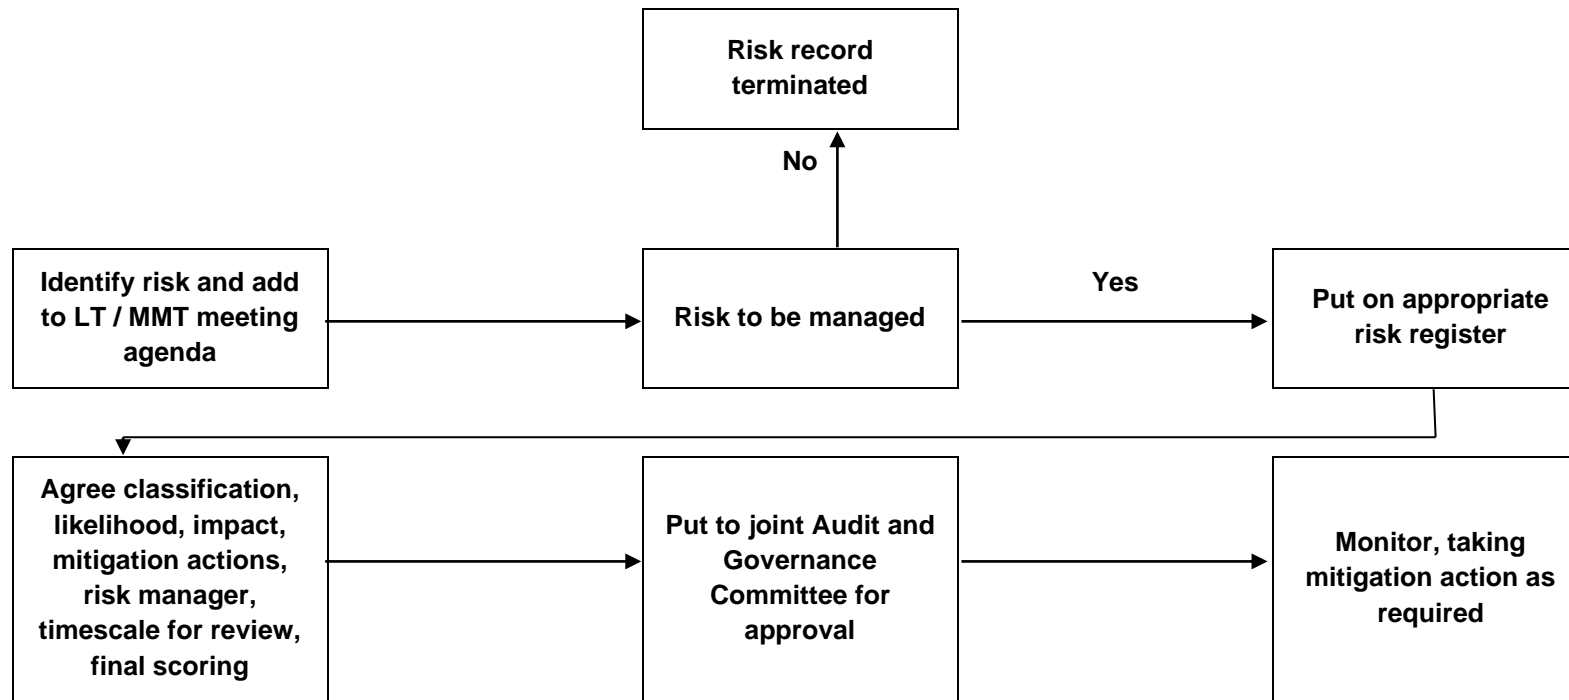 Risk record
terminated
No
Identify risk and add
to LT / MMT meeting
agenda
Risk to be managed
Yes
Put on appropriate
risk register
Agree classification,
likelihood, impact,
mitigation actions,
risk manager,
timescale for review,
final scoring
Put to joint Audit and
Governance
Committee for
approval
Monitor, taking
mitigation action as
required